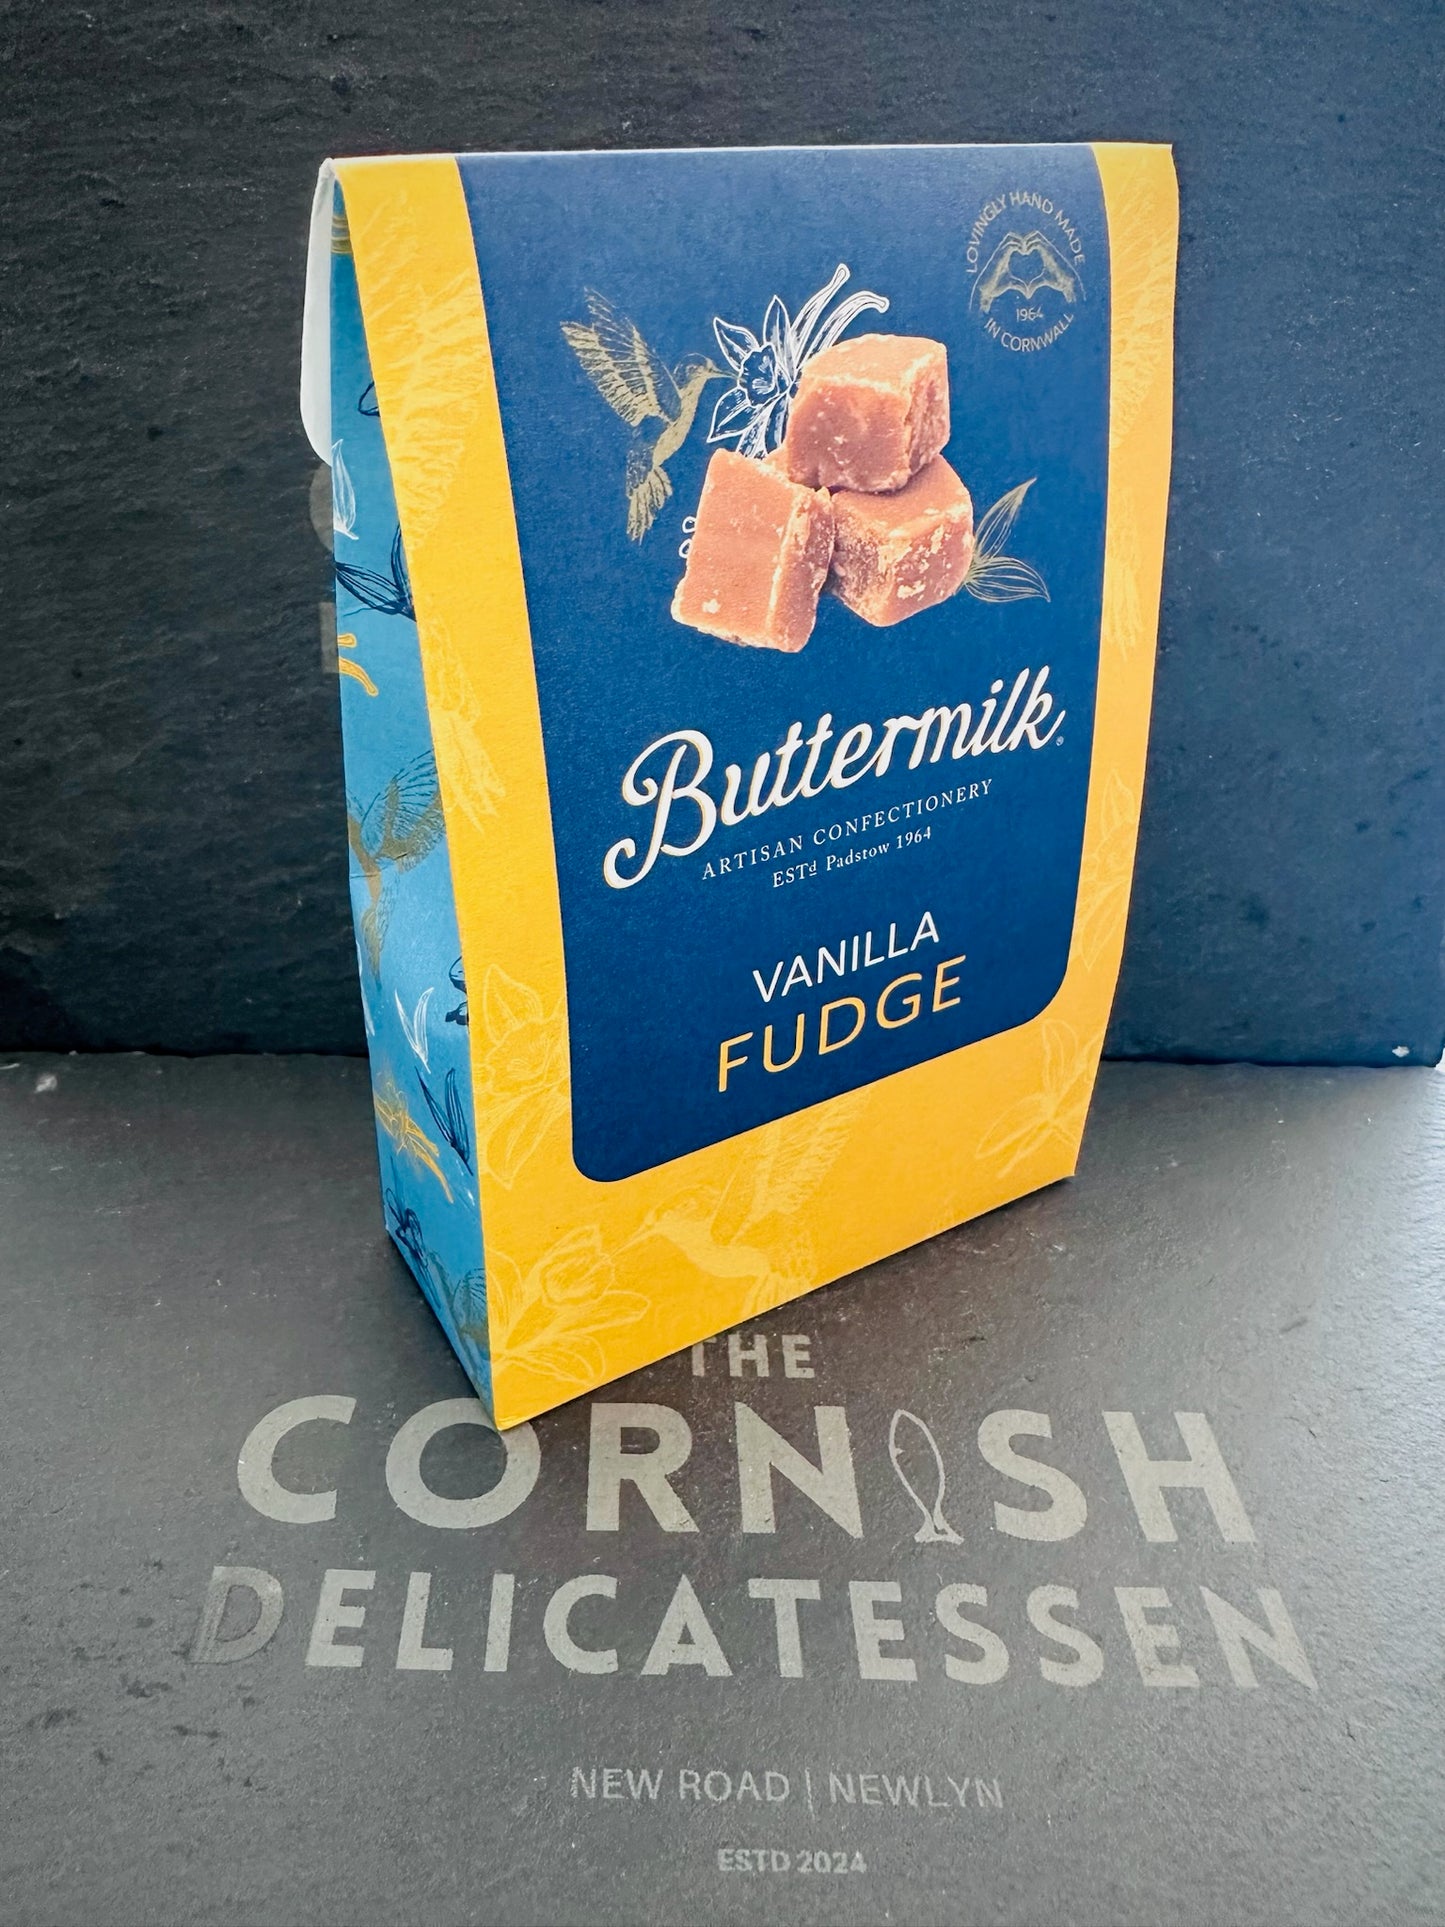 LOVINGLY HAND MADE
1964
IN CORNWALL
Buttermilk®
ARTISAN CONFECTIONERY
ESTd Padstow 1964
VANILLA
FUDGE
THE
CORNISH
DELICATESSEN
NEW ROAD | NEWLYN
ESTD 2024